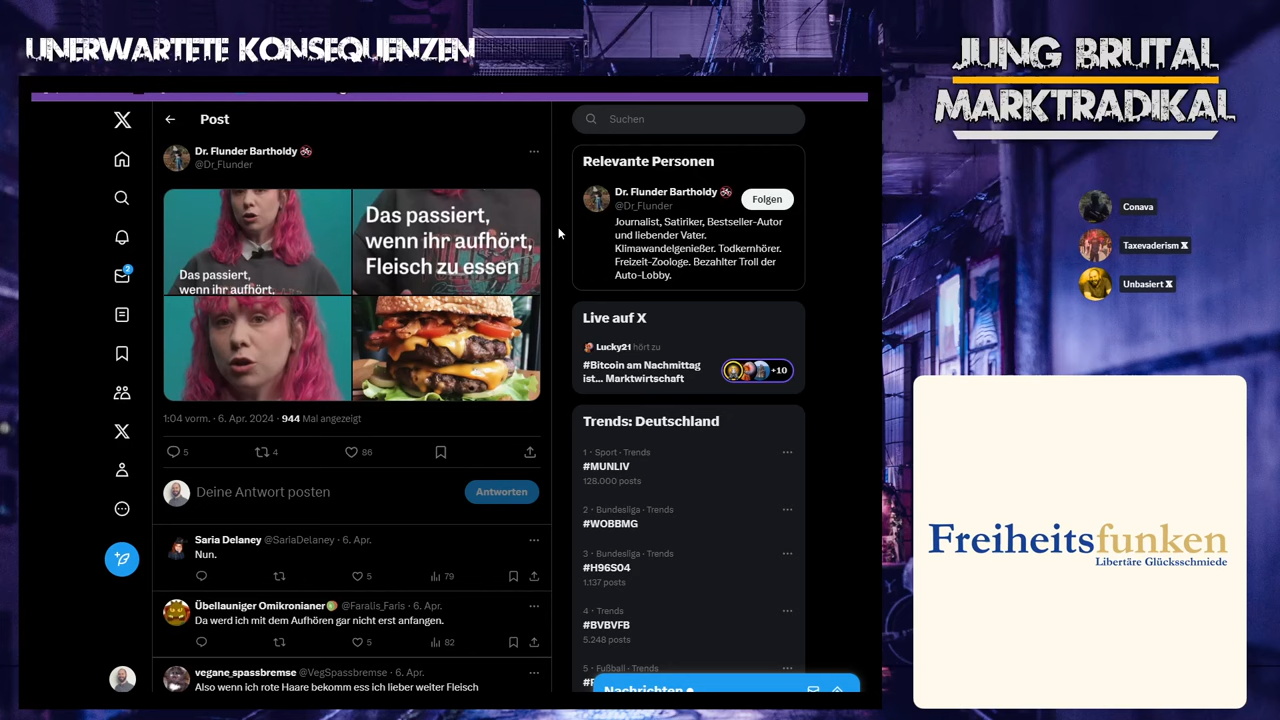 UNERWARTETE KONSEQUENZEN
JUNG BRUTAL
MARKTRADIKAL
Post
Dr. Flunder Bartholdy
@Dr_Flunder
Das passiert,
wenn ihr aufhört,
Das passiert,
wenn ihr aufhört,
Fleisch zu essen
1:04 vorm. · 6. Apr. 2024 · 944 Mal angezeigt
5 4 86
Deine Antwort posten
Antworten
Saria Delaney @SariaDelaney · 6. Apr.
Nun.
5 79
Übellauniger Omikronianer @Faralis_Faris · 6. Apr.
Da werd ich mit dem Aufhören gar nicht erst anfangen.
5 82
vegane_spassbremse @VegSpassbremse · 6. Apr.
Also wenn ich rote Haare bekomm ess ich lieber weiter Fleisch
2
Suchen
Relevante Personen
Dr. Flunder Bartholdy
@Dr_Flunder
Folgen
Journalist, Satiriker, Bestseller-Autor
und liebender Vater.
Klimawandelgenießer. Todkernhörer.
Freizeit-Zoologe. Bezahlter Troll der
Auto-Lobby.
Live auf X
Lucky21 hört zu
#Bitcoin am Nachmittag
ist... Marktwirtschaft
+10
Trends: Deutschland
1 · Sport · Trends
#MUNLIV
128.000 posts
2 · Bundesliga · Trends
#WOBBMG
3 · Bundesliga · Trends
#H96S04
1.137 posts
4 · Trends
#BVBVFB
5.248 posts
5 · Fußball · Trends
Nachrichten
Conava
Taxevaderism X
Unbasiert X
Freiheitsfunken
Libertäre Glücksschmiede